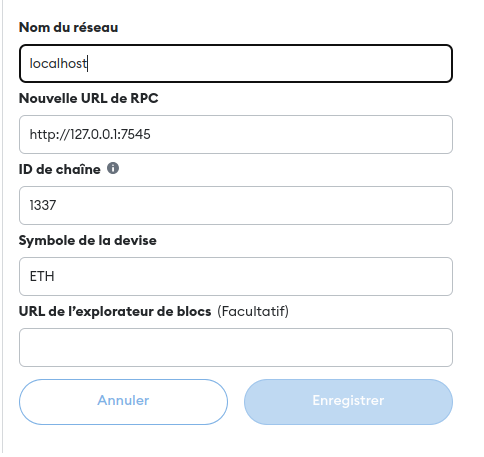 Nom du réseau
localhost
Nouvelle URL de RPC
http://127.0.0.1:7545
ID de chaîne
1337
Symbole de la devise
ETH
URL de l’explorateur de blocs (Facultatif)
Annuler Enregistrer